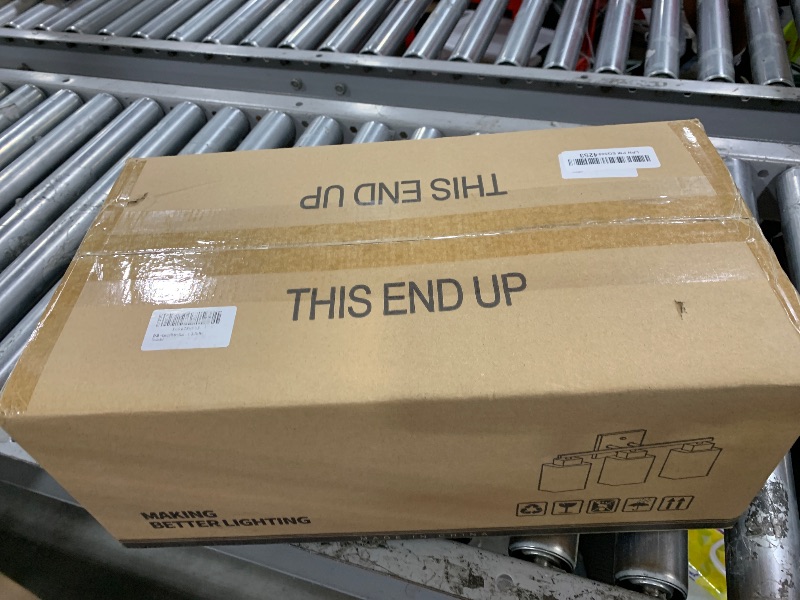 THIS END UP
THIS END UP
MAKING
BETTER LIGHTING